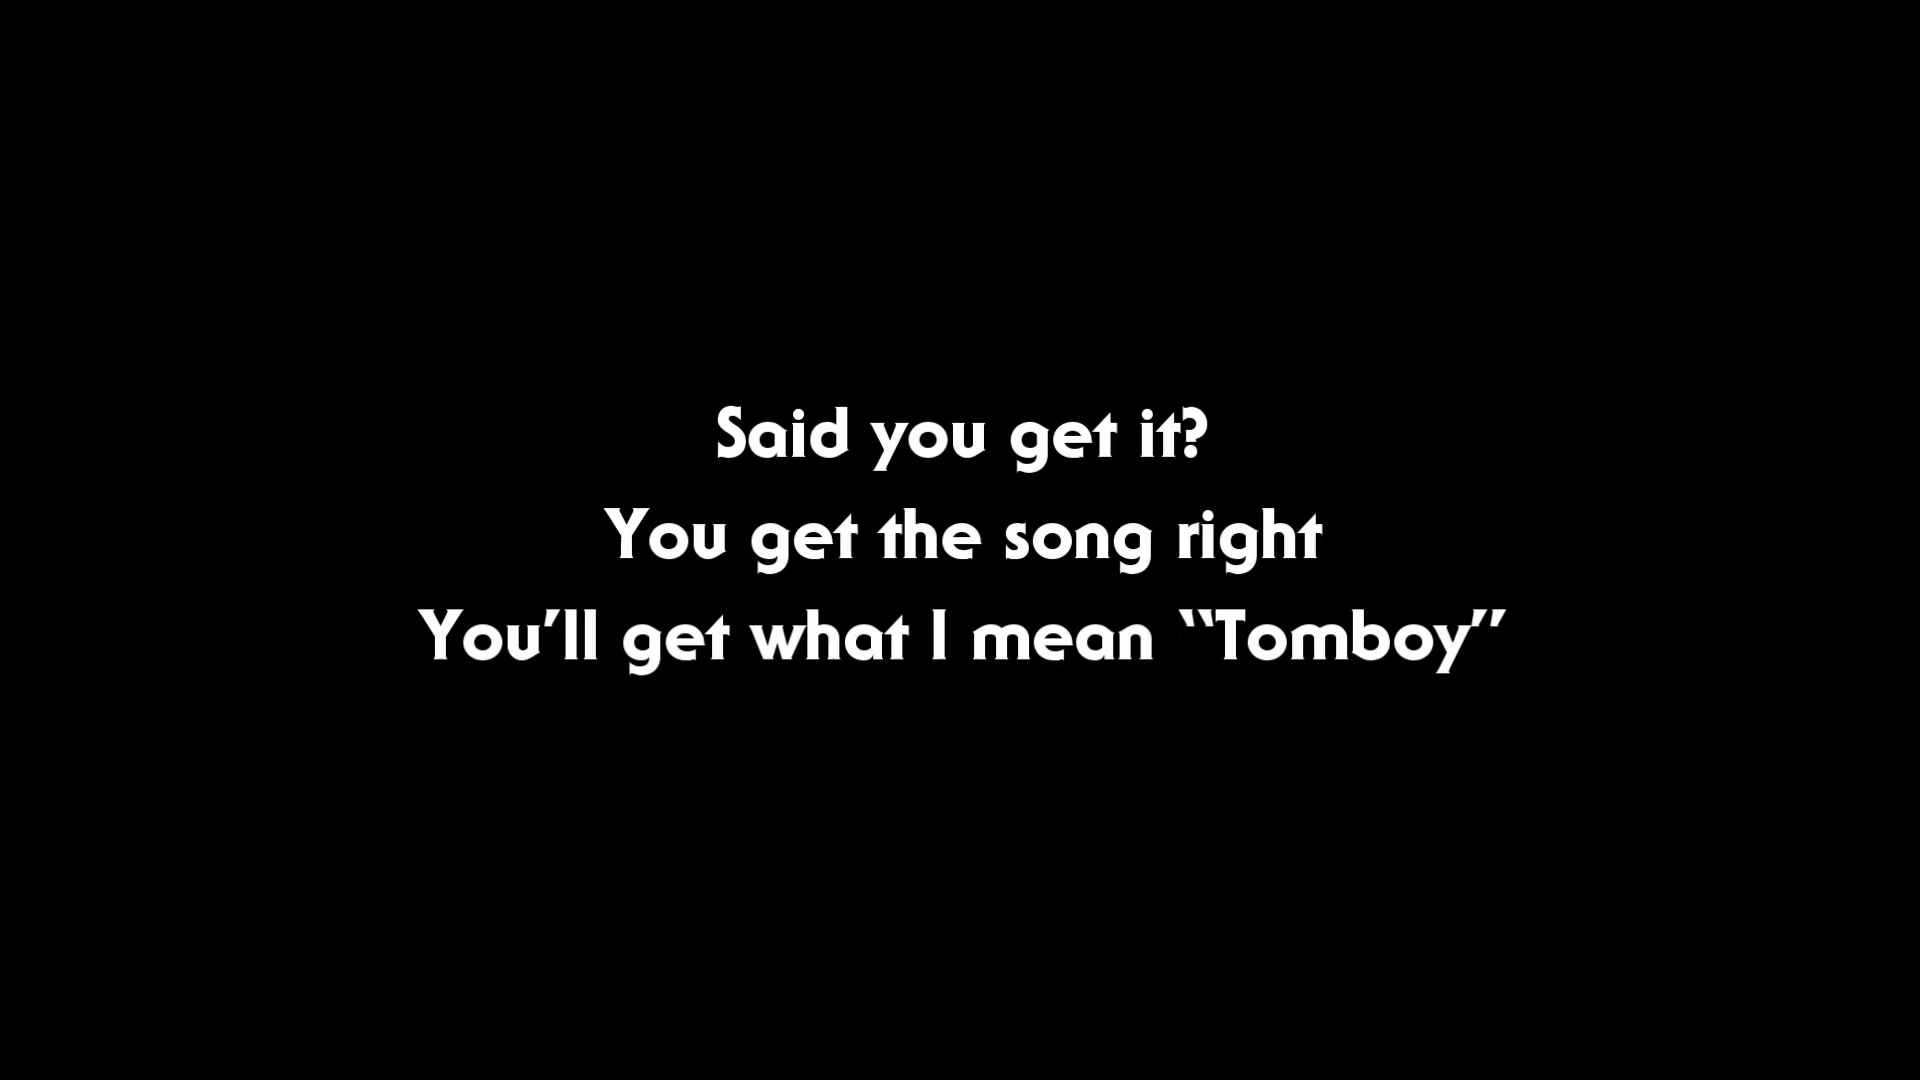 Said you get it?
You get the song right
You’ll get what I mean “Tomboy”